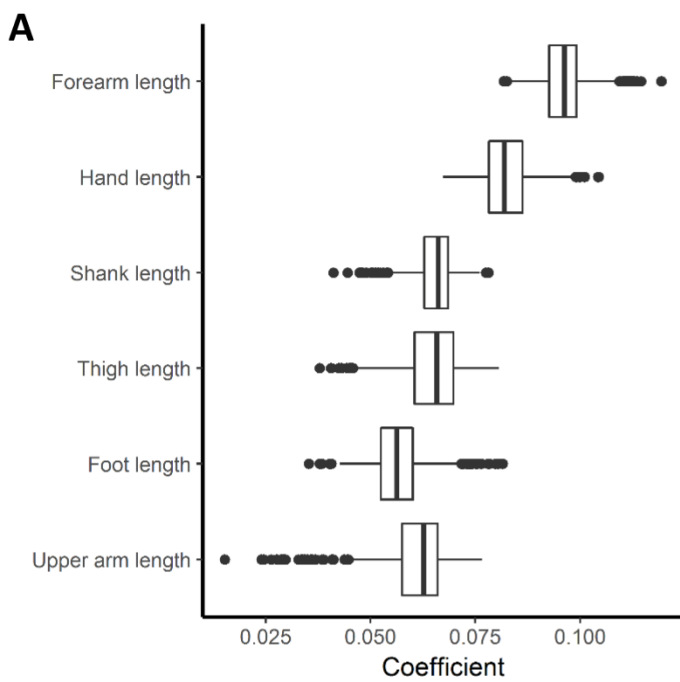 A
Forearm length
Hand length
Shank length
Thigh length
Foot length
Upper arm length
0.025 0.050 0.075 0.100
Coefficient